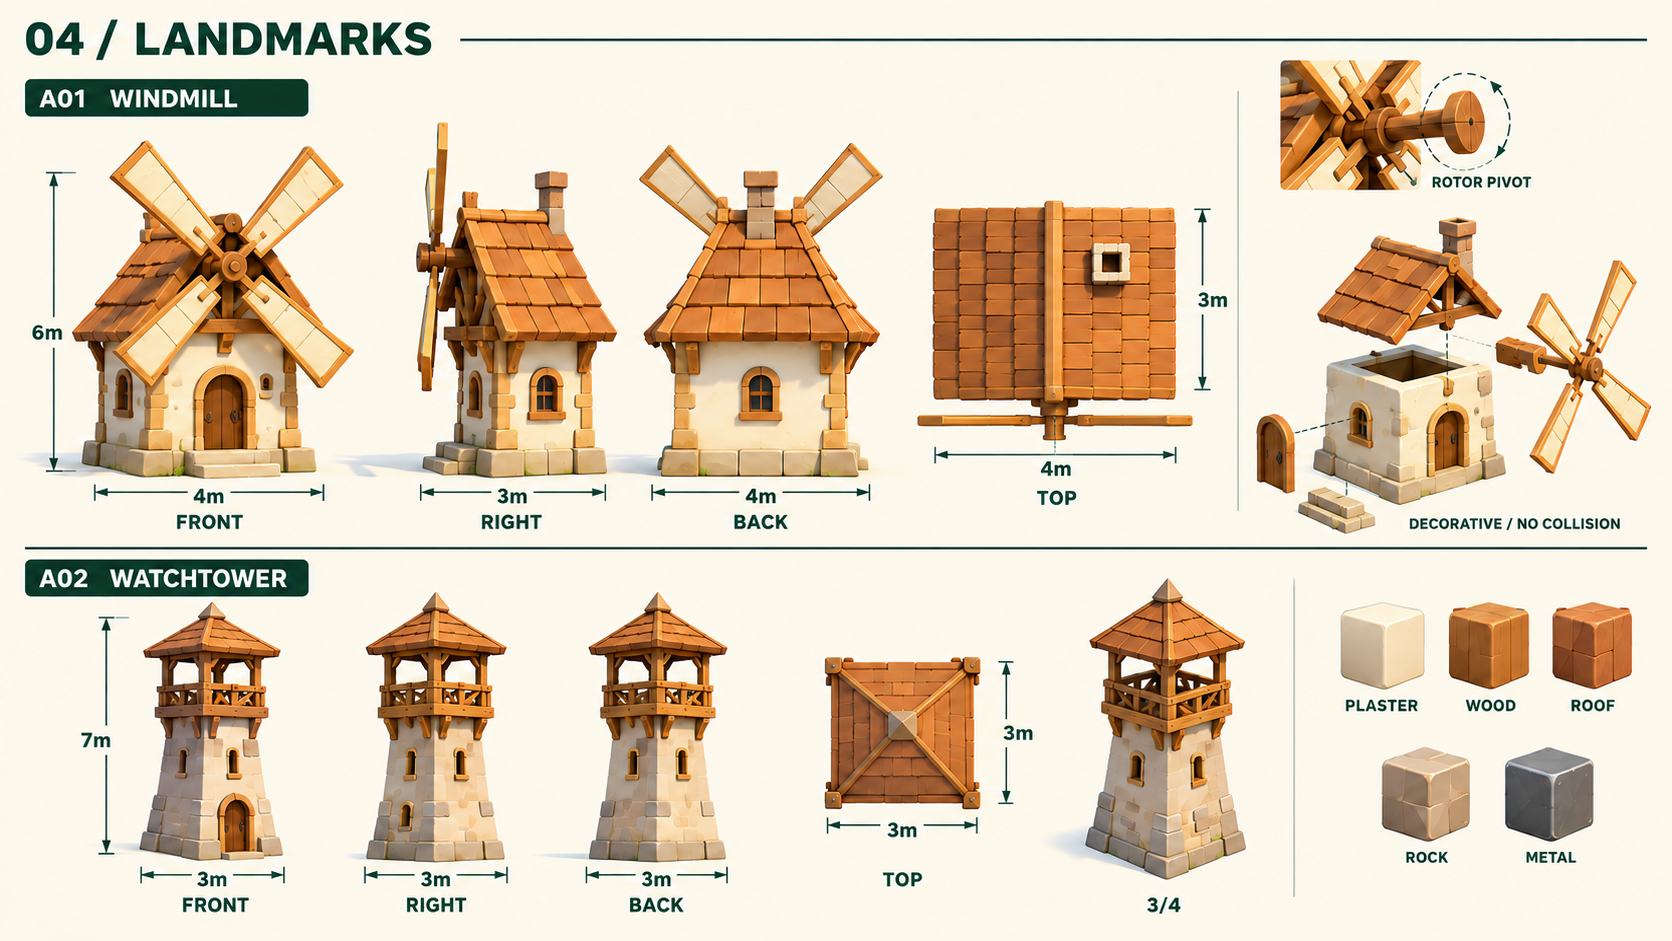 04 / LANDMARKS
A01 WINDMILL
6m
4m
FRONT
3m
RIGHT
4m
BACK
3m
4m
TOP
ROTOR PIVOT
DECORATIVE / NO COLLISION
A02 WATCHTOWER
7m
3m
FRONT
3m
RIGHT
3m
BACK
3m
3m
TOP
3/4
PLASTER
WOOD
ROOF
ROCK
METAL